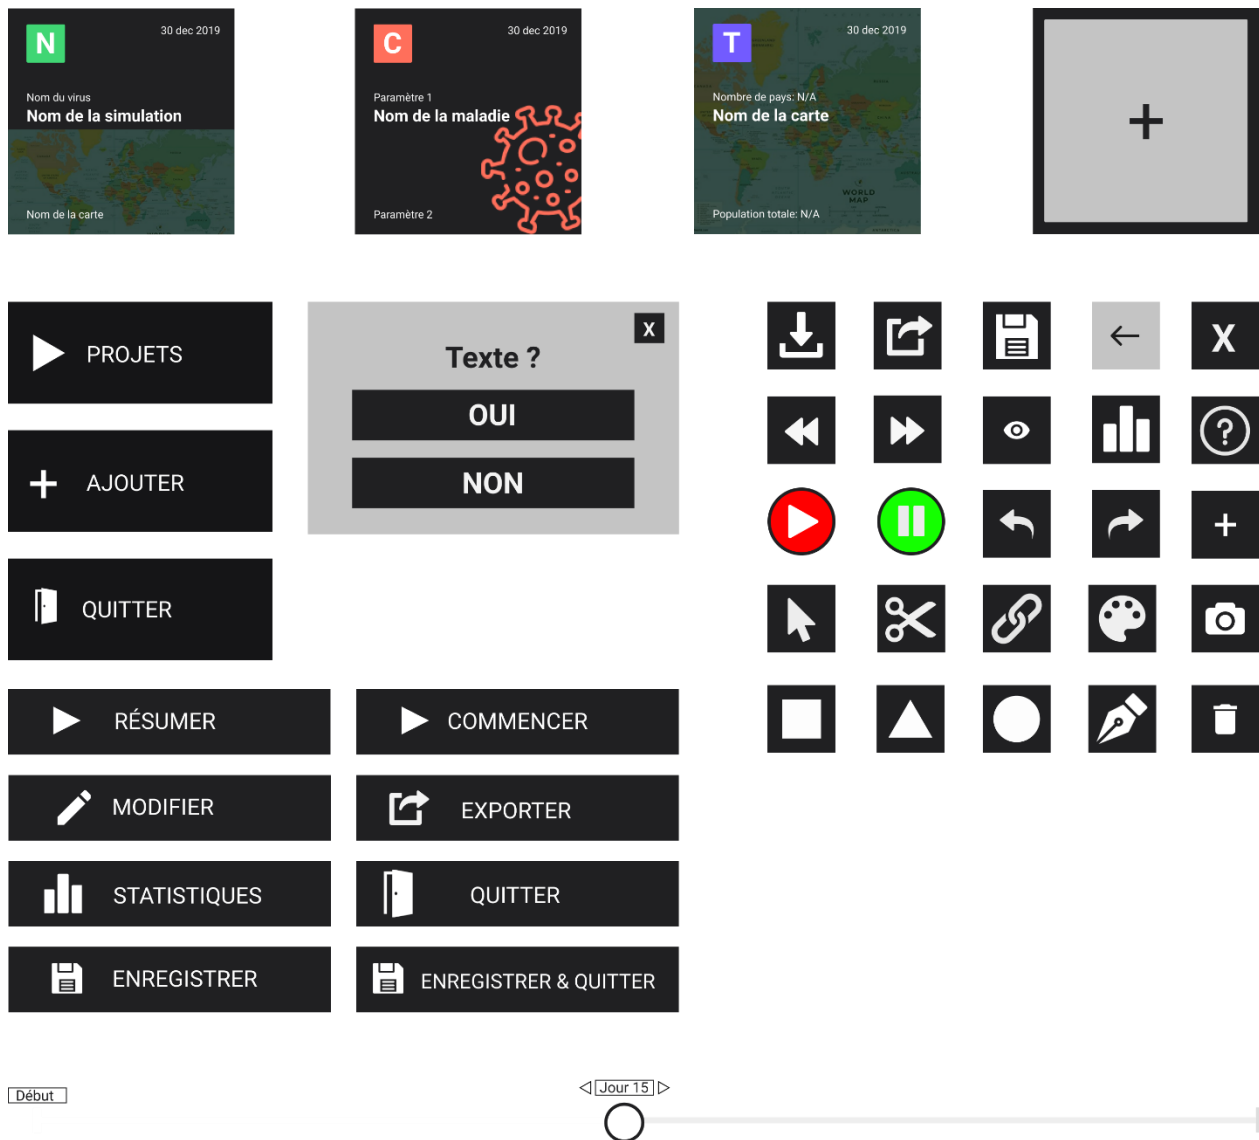 N
30 dec 2019
Nom du virus
Nom de la simulation
Nom de la carte
C
30 dec 2019
Paramètre 1
Nom de la maladie
Paramètre 2
T
30 dec 2019
Nombre de pays: N/A
Nom de la carte
WORLD
MAP
Population totale: N/A
+
PROJETS
+ AJOUTER
QUITTER
X
Texte ?
OUI
NON
X
?
+
RÉSUMER
COMMENCER
MODIFIER
EXPORTER
STATISTIQUES
QUITTER
ENREGISTRER
ENREGISTRER & QUITTER
Début
Jour 15